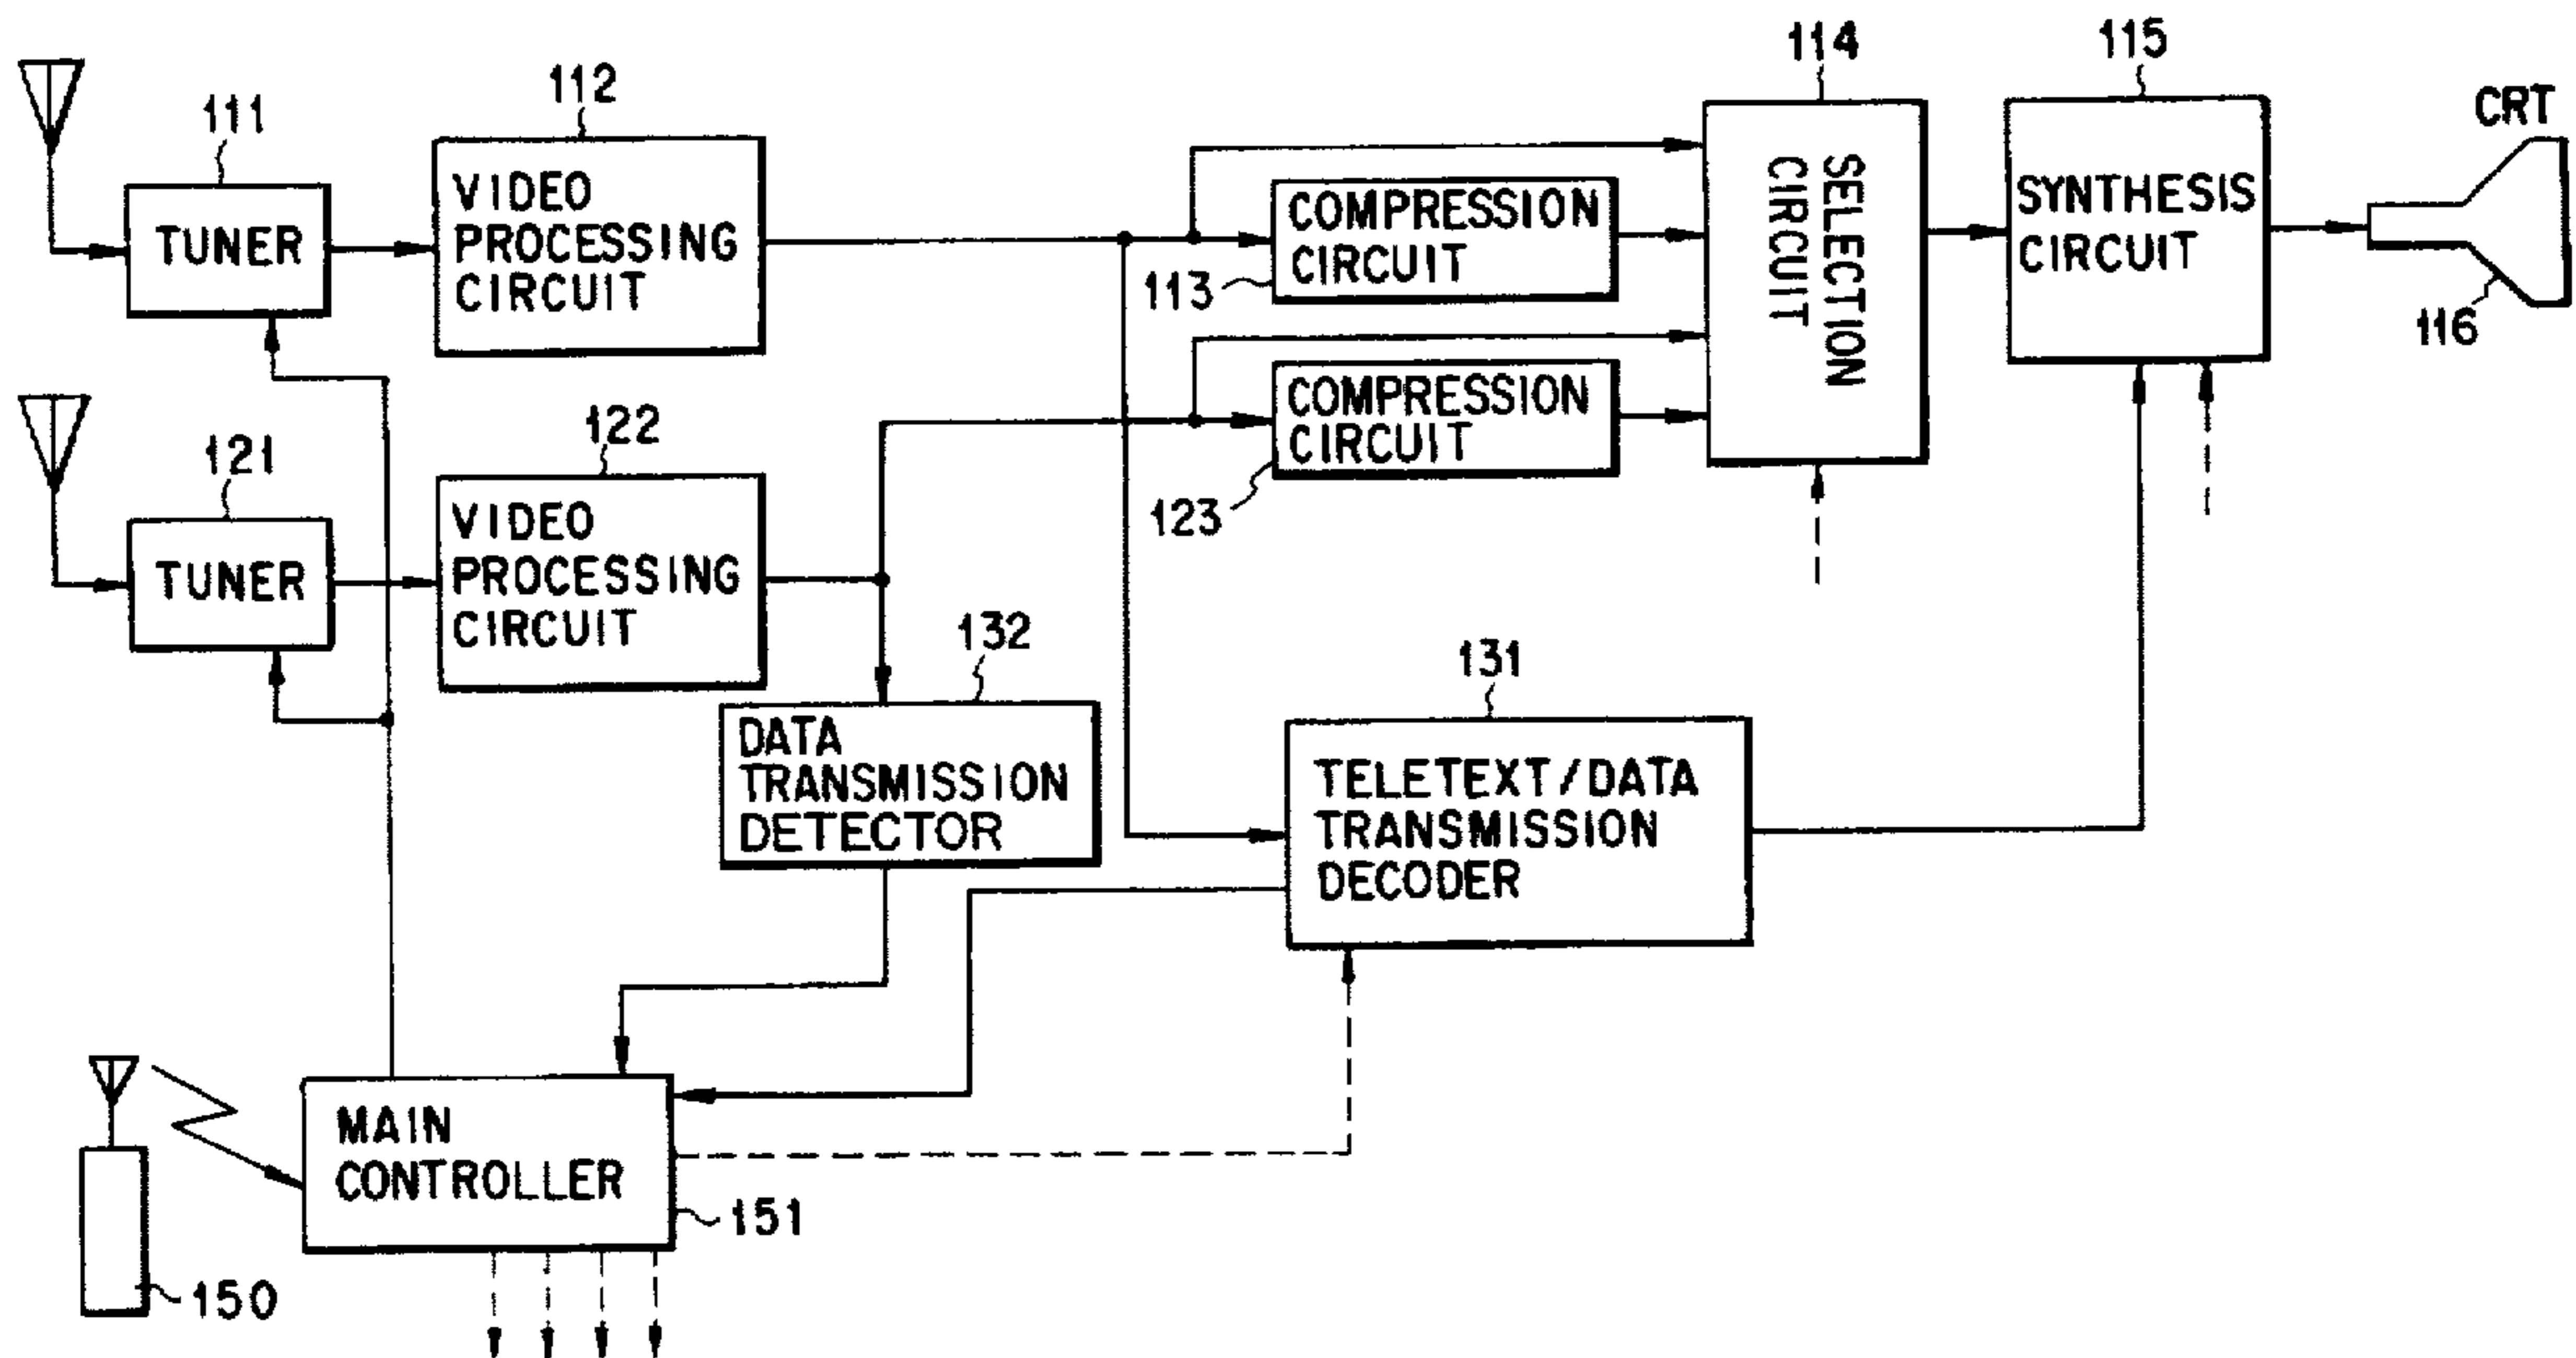 114
115
112
CRT
111
VIDEO
PROCESSING
CIRCUIT
TUNER
COMPRESSION
CIRCUIT
113
SELECTION
CIRCUIT
SYNTHESIS
CIRCUIT
116
122
121
COMPRESSION
CIRCUIT
123
VIDEO
PROCESSING
CIRCUIT
TUNER
132
131
DATA
TRANSMISSION
DETECTOR
TELETEXT/DATA
TRANSMISSION
DECODER
MAIN
CONTROLLER
151
150